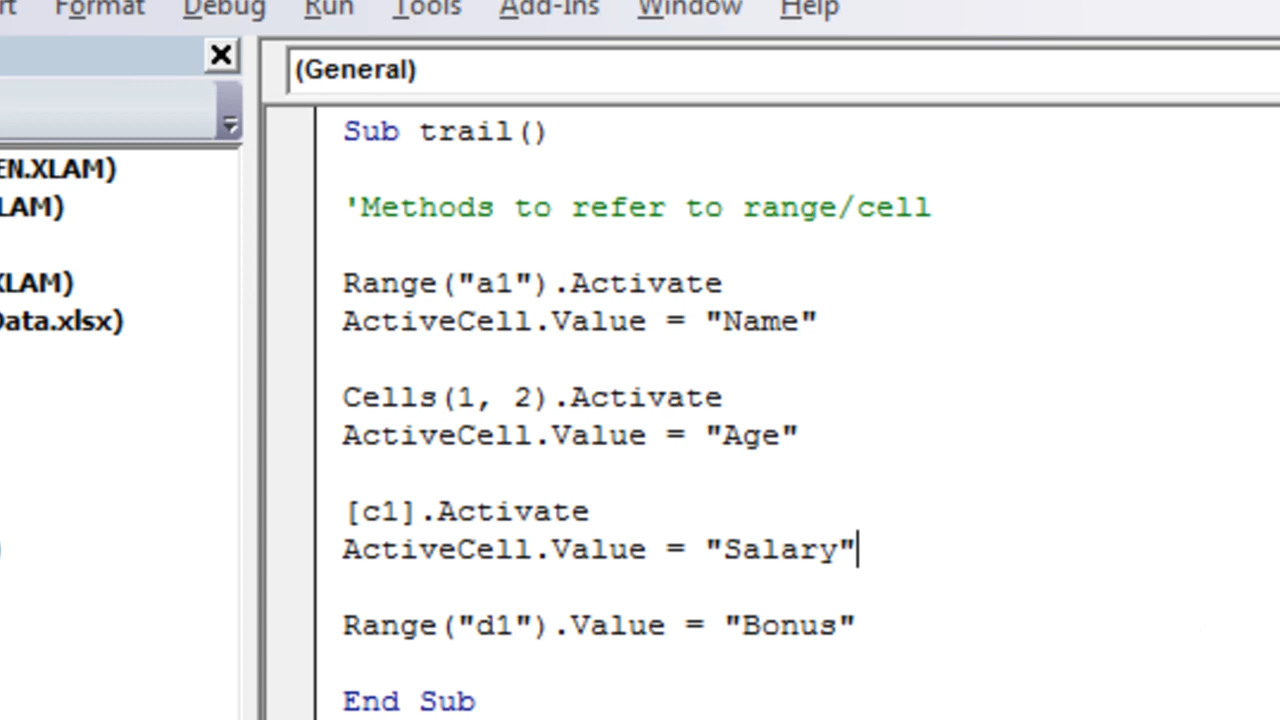 rt Format Debug Run Tools Add-Ins Window Help
(General)
EN.XLAM)
LAM)
XLAM)
Data.xlsx)
)
Sub trail()
'Methods to refer to range/cell
Range("a1").Activate
ActiveCell.Value = "Name"
Cells(1, 2).Activate
ActiveCell.Value = "Age"
[c1].Activate
ActiveCell.Value = "Salary"
Range("d1").Value = "Bonus"
End Sub